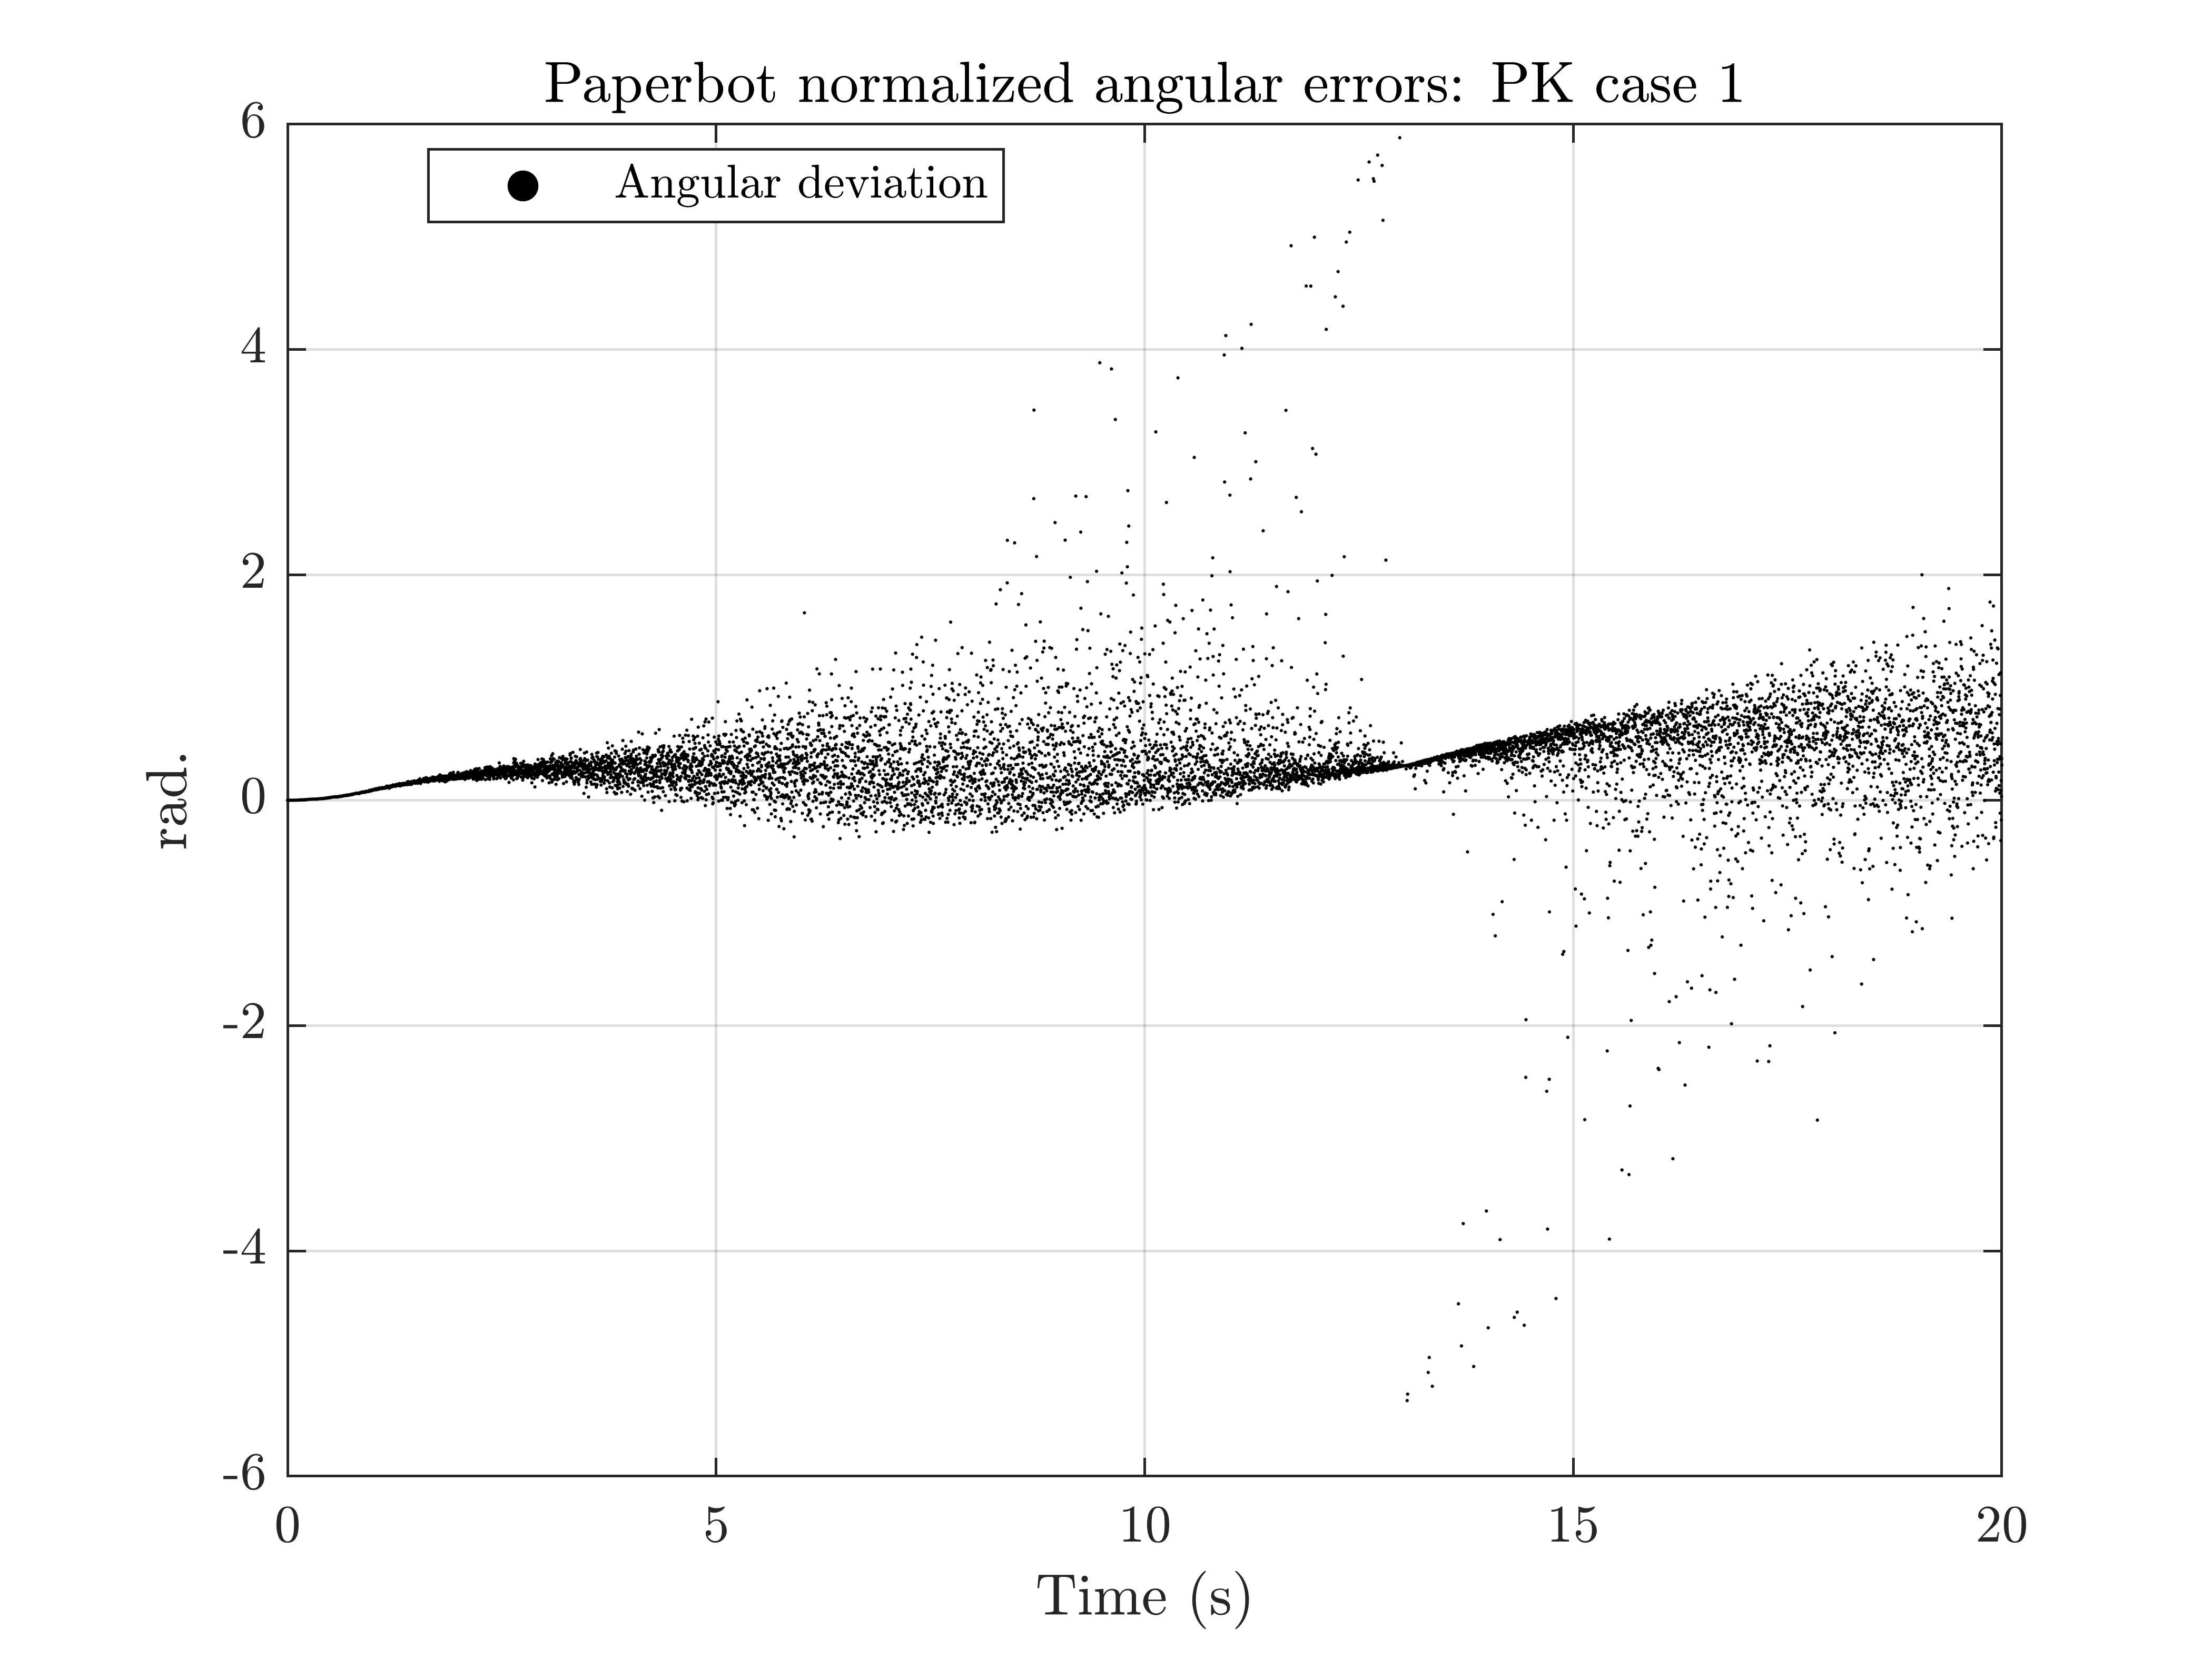 Paperbot normalized angular errors: PK case 1
Angular deviation
6
4
2
0
-2
-4
-6
rad.
0 5 10 15 20
Time (s)